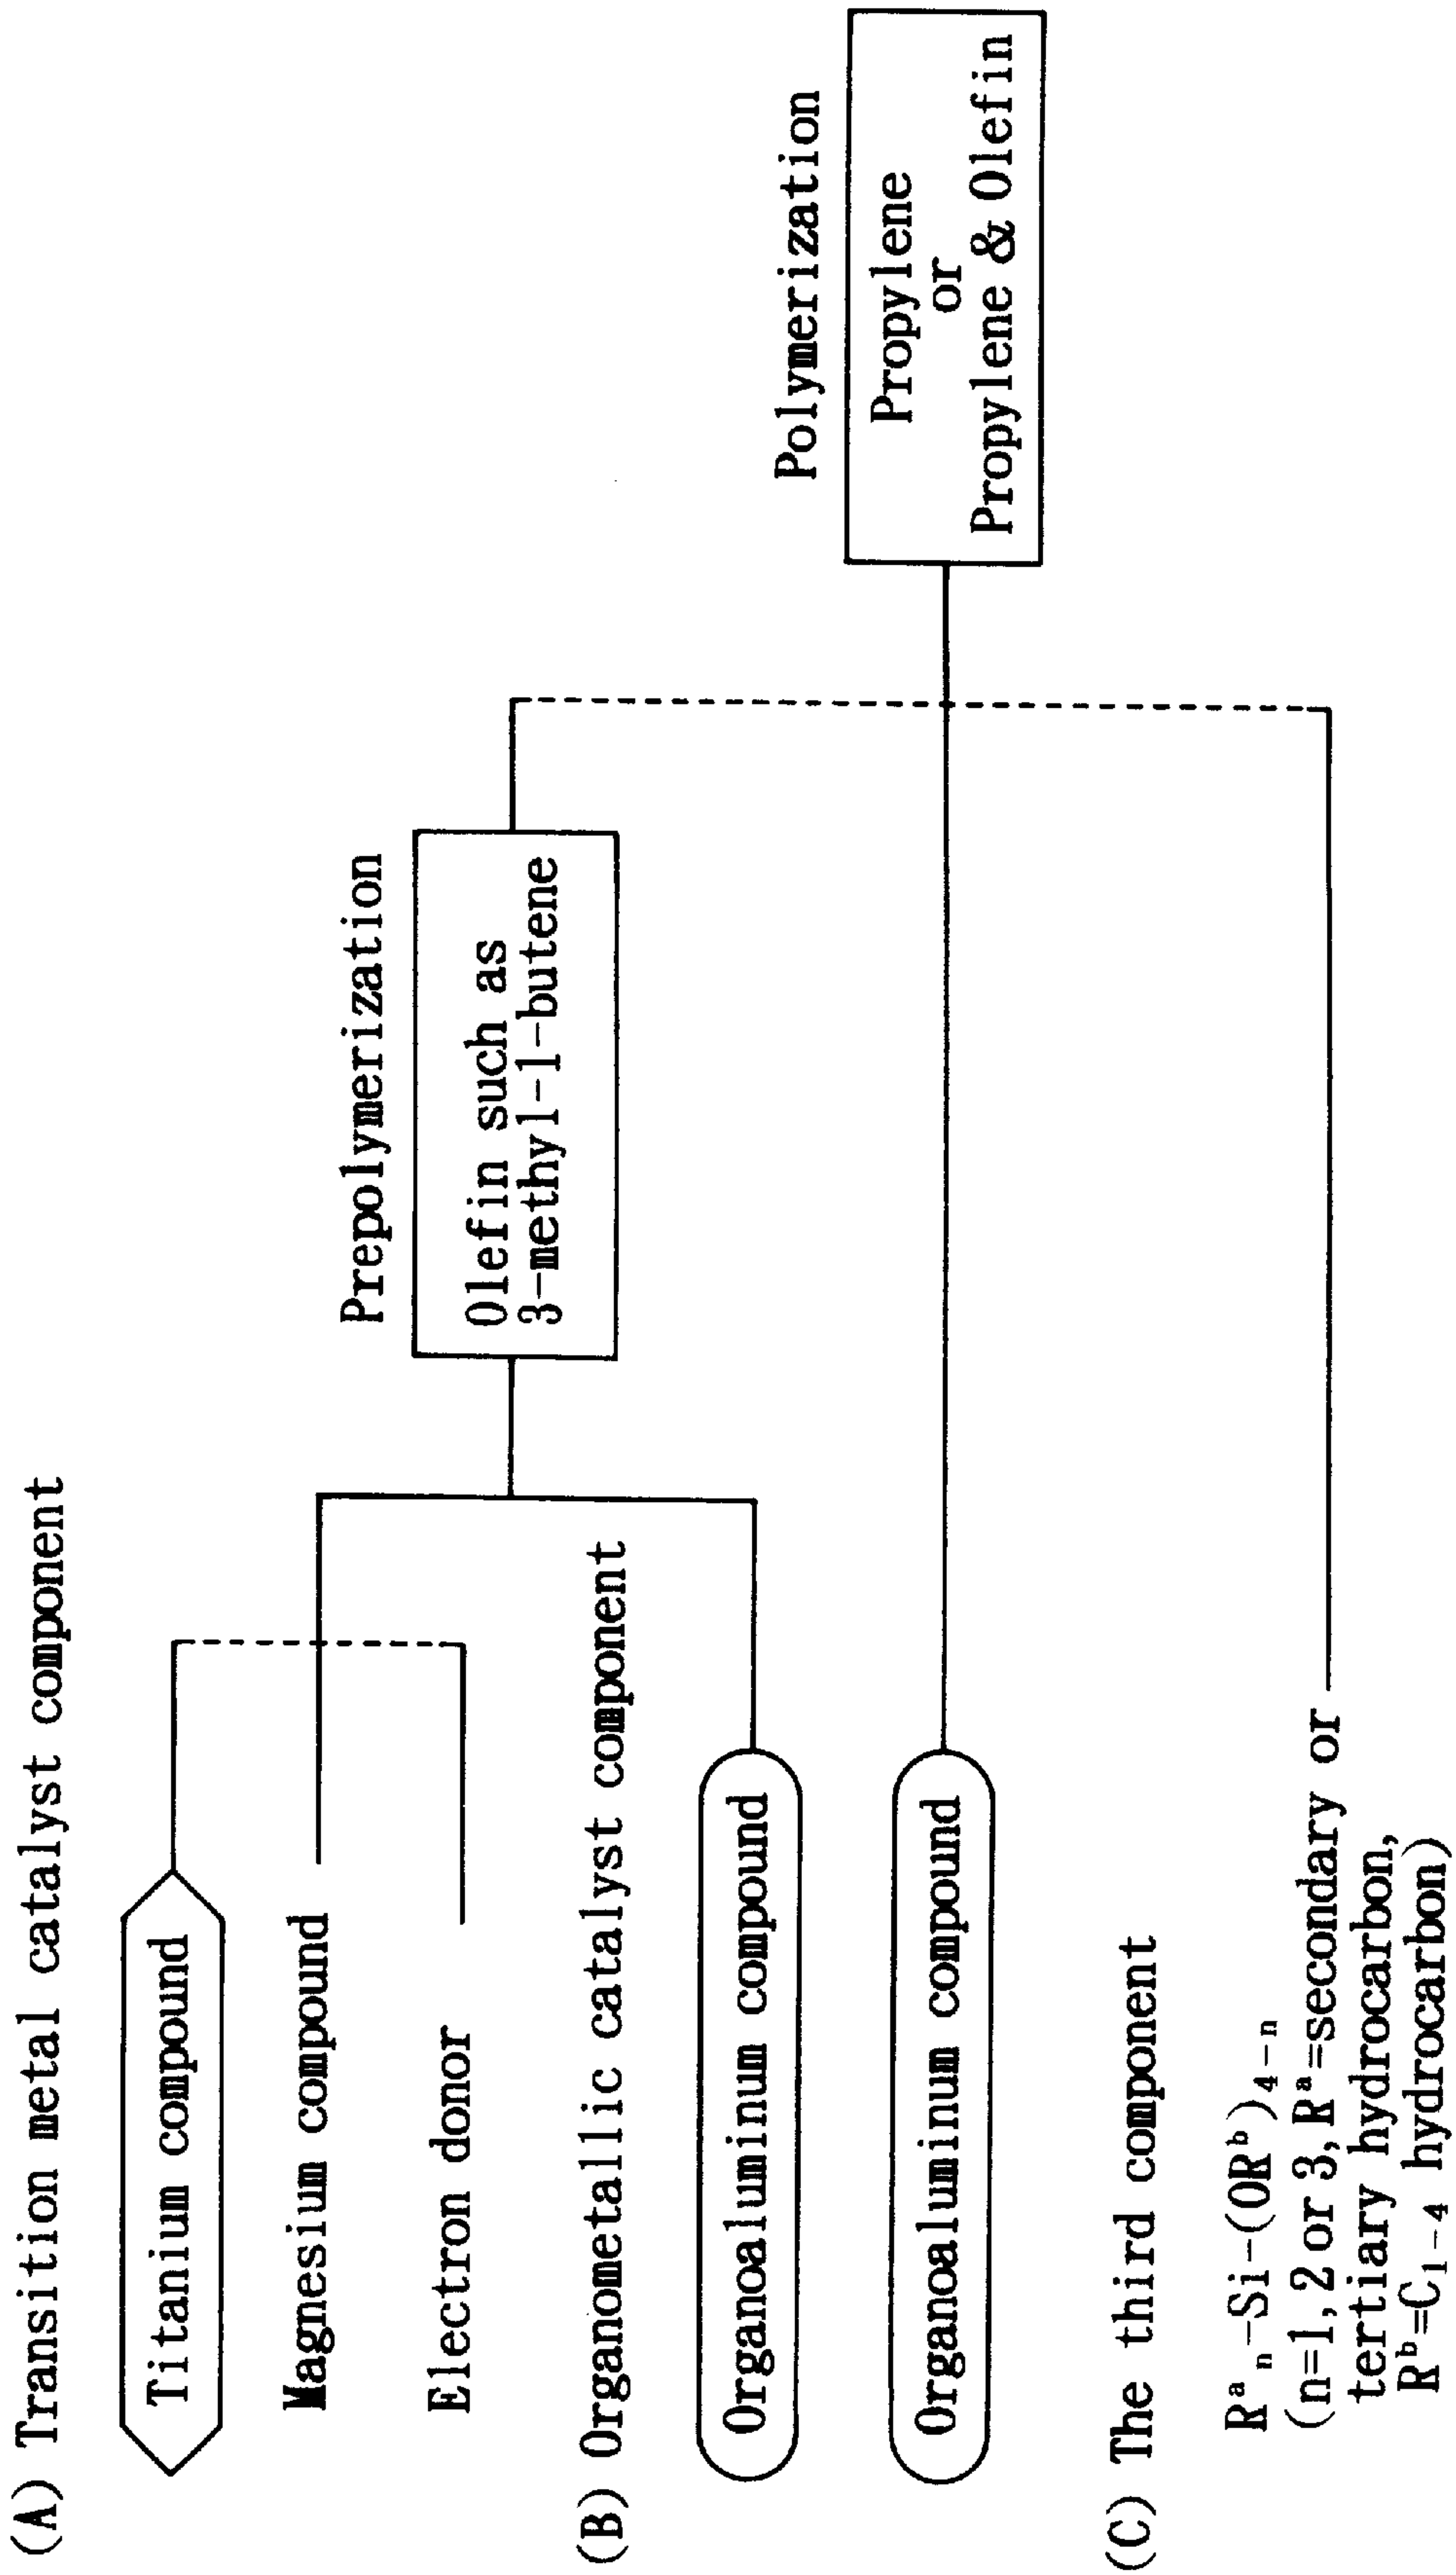 (A) Transition metal catalyst component
Titanium compound
Magnesium compound
Electron donor
Prepolymerization
Olefin such as
3-methyl-1-butene
(B) Organometallic catalyst component
Organoaluminum compound
Organoaluminum compound
Polymerization
Propylene
or
Propylene & Olefin
(C) The third component
Rᵃₙ-Si-(ORᵇ)₄₋ₙ
(n=1, 2 or 3, Rᵃ=secondary or
tertiary hydrocarbon,
Rᵇ=C₁₋₄ hydrocarbon)